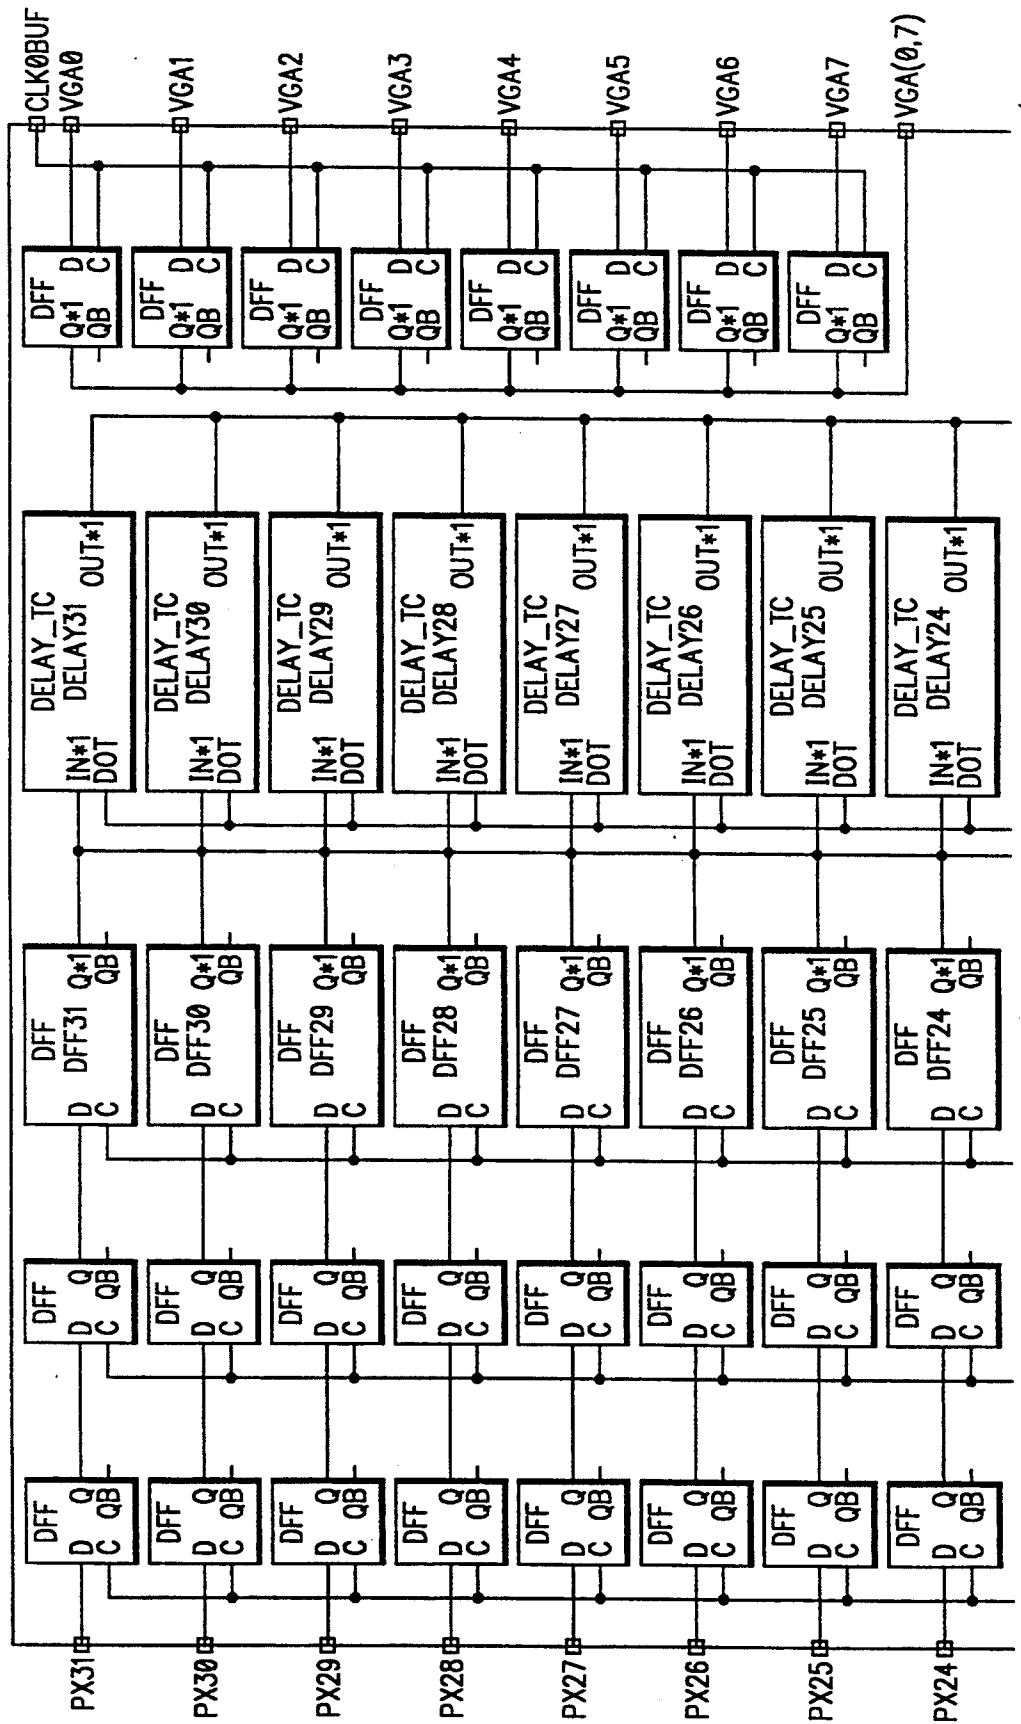 CLK0BUF
VGA0
VGA1
VGA2
VGA3
VGA4
VGA5
VGA6
VGA7
VGA(0,7)
DFF
Q*1 D
QB C
DFF
Q*1 D
QB C
DFF
Q*1 D
QB C
DFF
Q*1 D
QB C
DFF
Q*1 D
QB C
DFF
Q*1 D
QB C
DFF
Q*1 D
QB C
DFF
Q*1 D
QB C
DELAY_TC
DELAY31
IN*1 OUT*1
DOT
DELAY_TC
DELAY30
IN*1 OUT*1
DOT
DELAY_TC
DELAY29
IN*1 OUT*1
DOT
DELAY_TC
DELAY28
IN*1 OUT*1
DOT
DELAY_TC
DELAY27
IN*1 OUT*1
DOT
DELAY_TC
DELAY26
IN*1 OUT*1
DOT
DELAY_TC
DELAY25
IN*1 OUT*1
DOT
DELAY_TC
DELAY24
IN*1 OUT*1
DOT
DFF
DFF31
D Q*1
C QB
DFF
DFF30
D Q*1
C QB
DFF
DFF29
D Q*1
C QB
DFF
DFF28
D Q*1
C QB
DFF
DFF27
D Q*1
C QB
DFF
DFF26
D Q*1
C QB
DFF
DFF25
D Q*1
C QB
DFF
DFF24
D Q*1
C QB
DFF
D Q
C QB
DFF
D Q
C QB
DFF
D Q
C QB
DFF
D Q
C QB
DFF
D Q
C QB
DFF
D Q
C QB
DFF
D Q
C QB
DFF
D Q
C QB
DFF
D Q
C QB
DFF
D Q
C QB
DFF
D Q
C QB
DFF
D Q
C QB
DFF
D Q
C QB
DFF
D Q
C QB
DFF
D Q
C QB
DFF
D Q
C QB
PX31
PX30
PX29
PX28
PX27
PX26
PX25
PX24